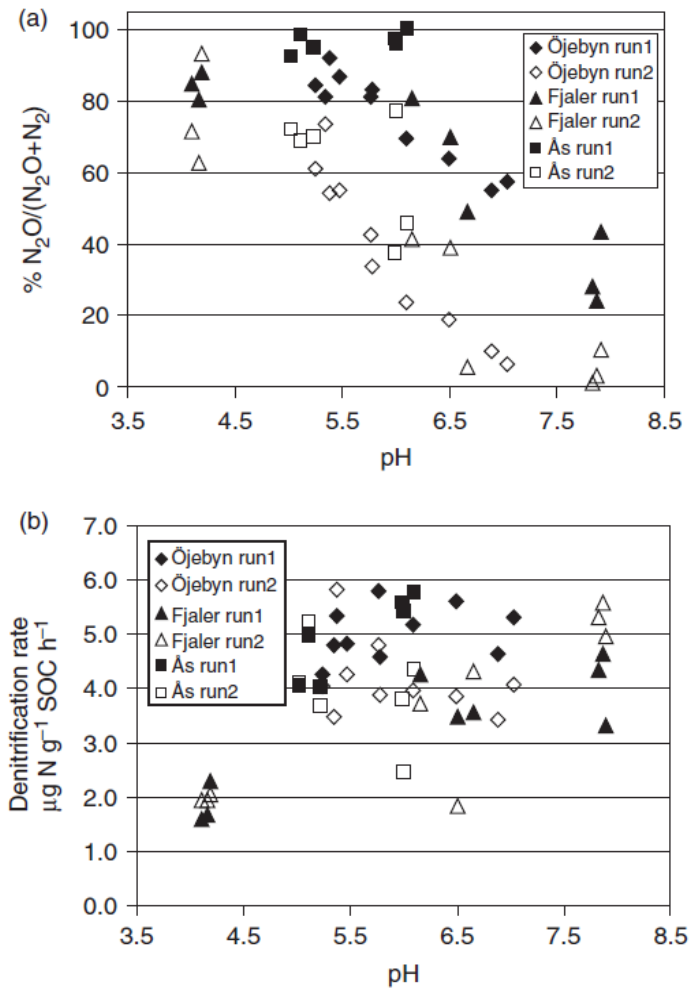 (a)
100
80
60
40
20
0
% N₂O/(N₂O+N₂)
Öjebyn run1
Öjebyn run2
Fjaler run1
Fjaler run2
Ås run1
Ås run2
3.5 4.5 5.5 6.5 7.5 8.5
pH
(b)
7.0
6.0
5.0
4.0
3.0
2.0
1.0
0.0
Denitrification rate
µg N g⁻¹ SOC h⁻¹
Öjebyn run1
Öjebyn run2
Fjaler run1
Fjaler run2
Ås run1
Ås run2
3.5 4.5 5.5 6.5 7.5 8.5
pH